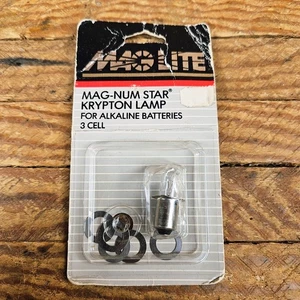 MAG-LITE
MAG-NUM STAR®
KRYPTON LAMP
FOR ALKALINE BATTERIES
3 CELL